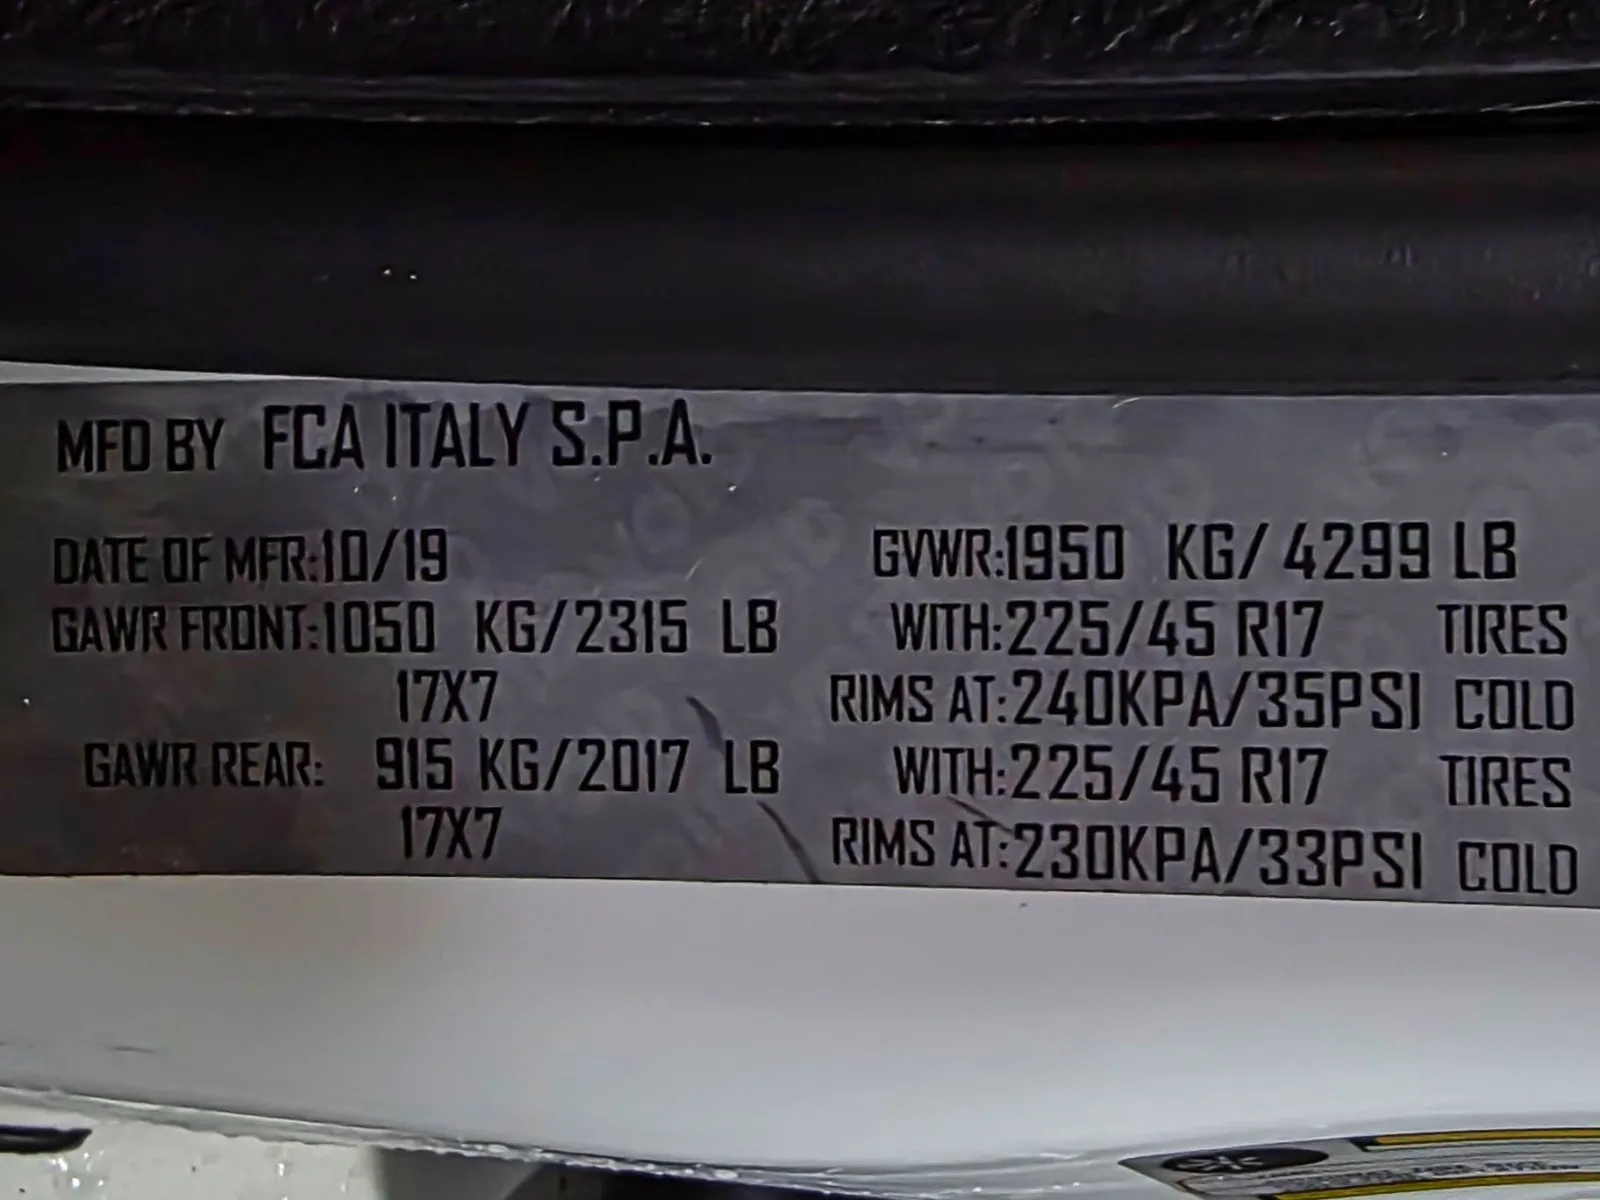 MFD BY FCA ITALY S.P.A.
DATE OF MFR:10/19 GVWR:1950 KG/ 4299 LB
GAWR FRONT:1050 KG/2315 LB WITH:225/45 R17 TIRES
17X7 RIMS AT:240KPA/35PSI COLD
GAWR REAR: 915 KG/2017 LB WITH:225/45 R17 TIRES
17X7 RIMS AT:230KPA/33PSI COLD